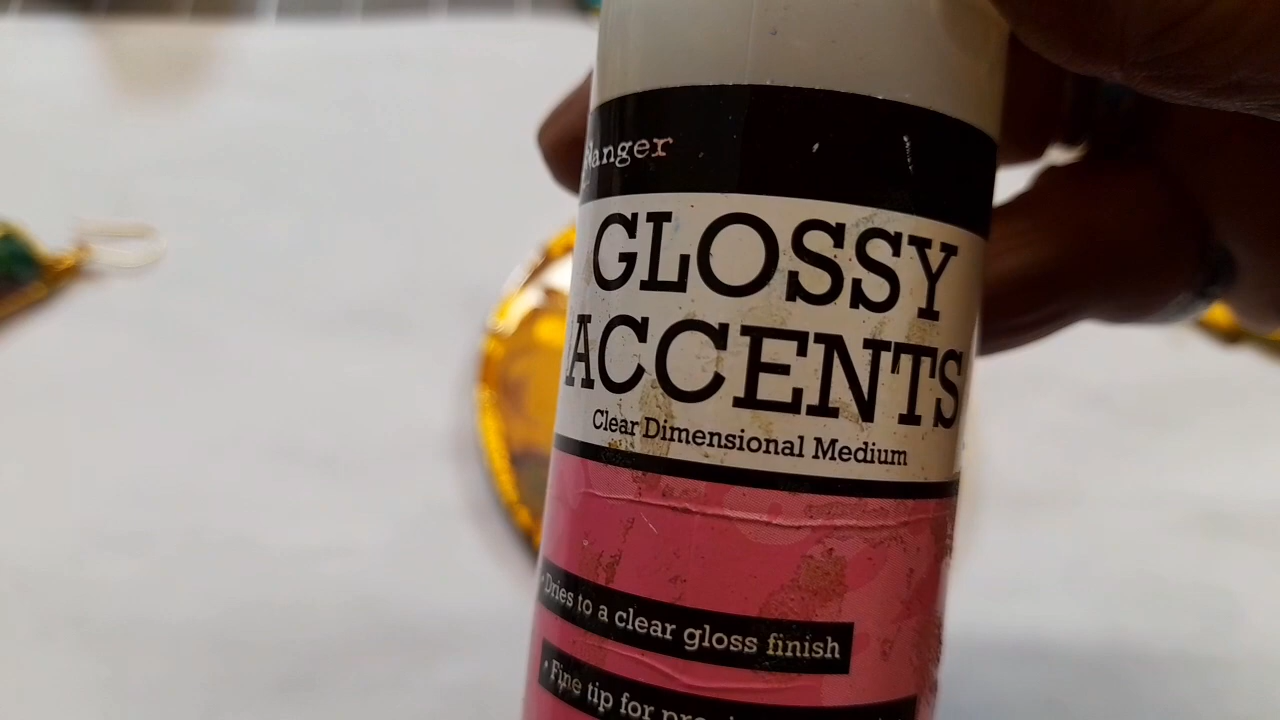 Ranger
GLOSSY
ACCENTS
Clear Dimensional Medium
• Dries to a clear gloss finish
• Fine tip for